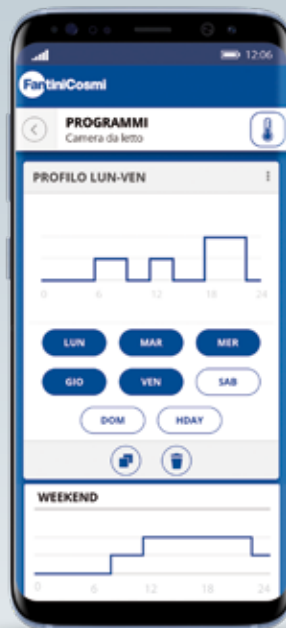 12:06
FantiniCosmi
PROGRAMMI
Camera da letto
PROFILO LUN-VEN
0 6 12 18 24
LUN MAR MER
GIO VEN SAB
DOM HDAY
WEEKEND
0 6 12 18 24